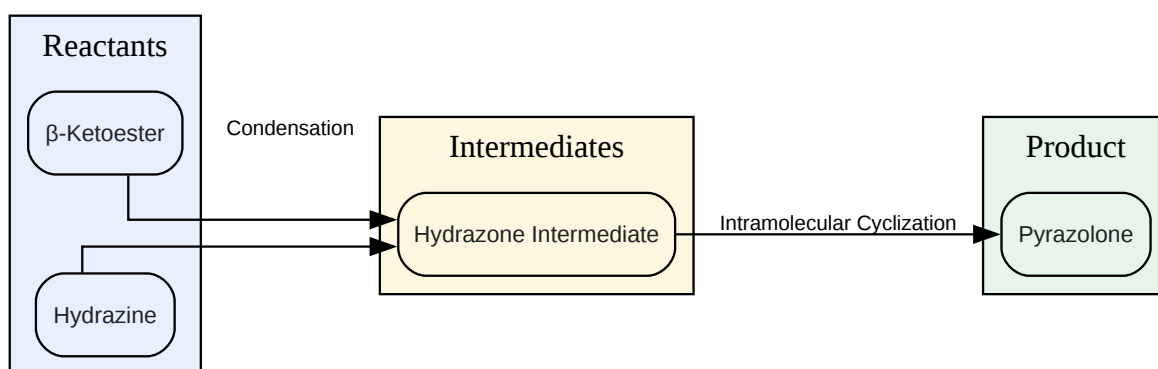 Reactants
β-Ketoester
Hydrazine
Condensation
Intermediates
Hydrazone Intermediate
Intramolecular Cyclization
Product
Pyrazolone